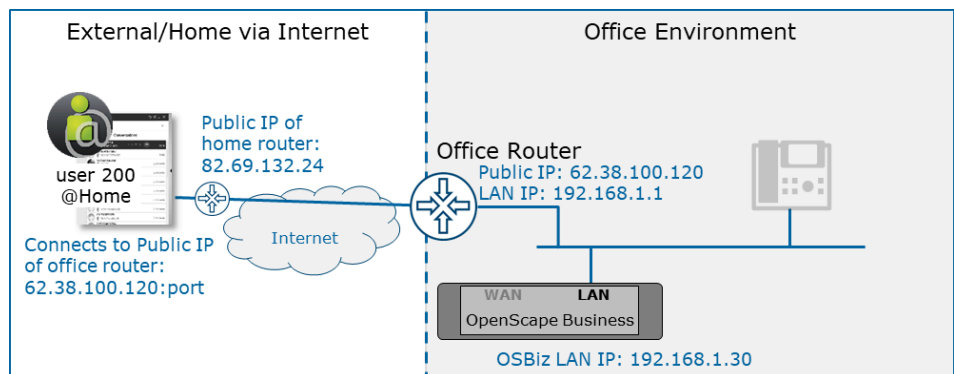 External/Home via Internet
Office Environment
@
Public IP of
home router:
82.69.132.24
user 200
@Home
Connects to Public IP
of office router:
62.38.100.120:port
Internet
Office Router
Public IP: 62.38.100.120
LAN IP: 192.168.1.1
WAN LAN
OpenScape Business
OSBiz LAN IP: 192.168.1.30